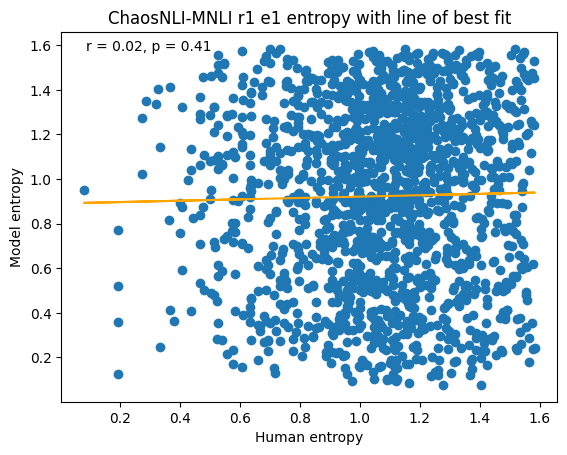 ChaosNLI-MNLI r1 e1 entropy with line of best fit
r = 0.02, p = 0.41
1.6
1.4
1.2
1.0
0.8
0.6
0.4
0.2
Model entropy
0.2 0.4 0.6 0.8 1.0 1.2 1.4 1.6
Human entropy